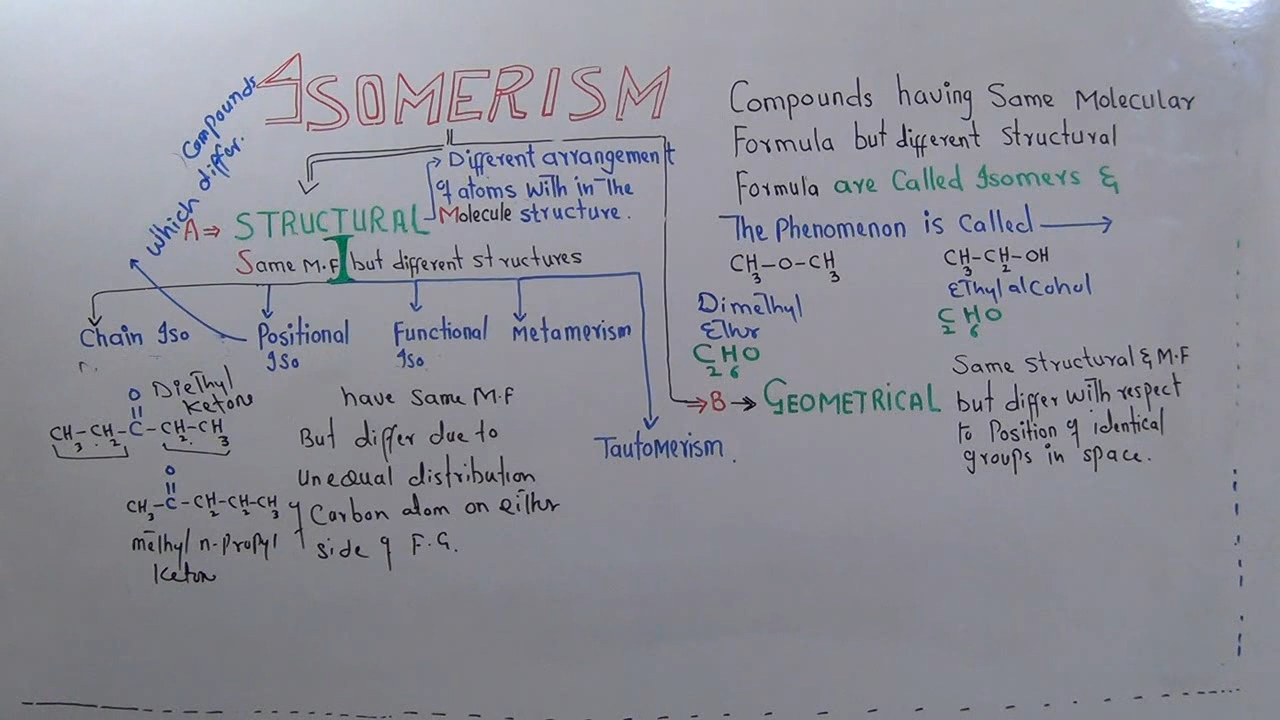 ISOMERISM
Compounds
Which differ.
Different arrangement
of atoms with in the
Molecule structure.
A ⇒ STRUCTURAL
Same M.F but different structures
Chain Iso
Positional
Iso
Functional
Iso
Metamerism
Tautomerism.
O
Diethyl
Ketone
CH₃-CH₂-C-CH₂-CH₃
O
CH₃-C-CH₂-CH₂-CH₃
methyl n-propyl
Keton
have same M.F
But differ due to
unequal distribution
of Carbon atom on either
side of F.G.
Compounds having Same Molecular
Formula but different structural
Formula are Called Isomers &
The Phenomenon is Called →
CH₃-O-CH₃
Dimethyl
Ethr
C₂H₆O
CH₃-CH₂-OH
Ethyl alcohol
C₂H₆O
⇒ B → GEOMETRICAL
Same structural & M.F
but differ with respect
to Position of identical
groups in space.